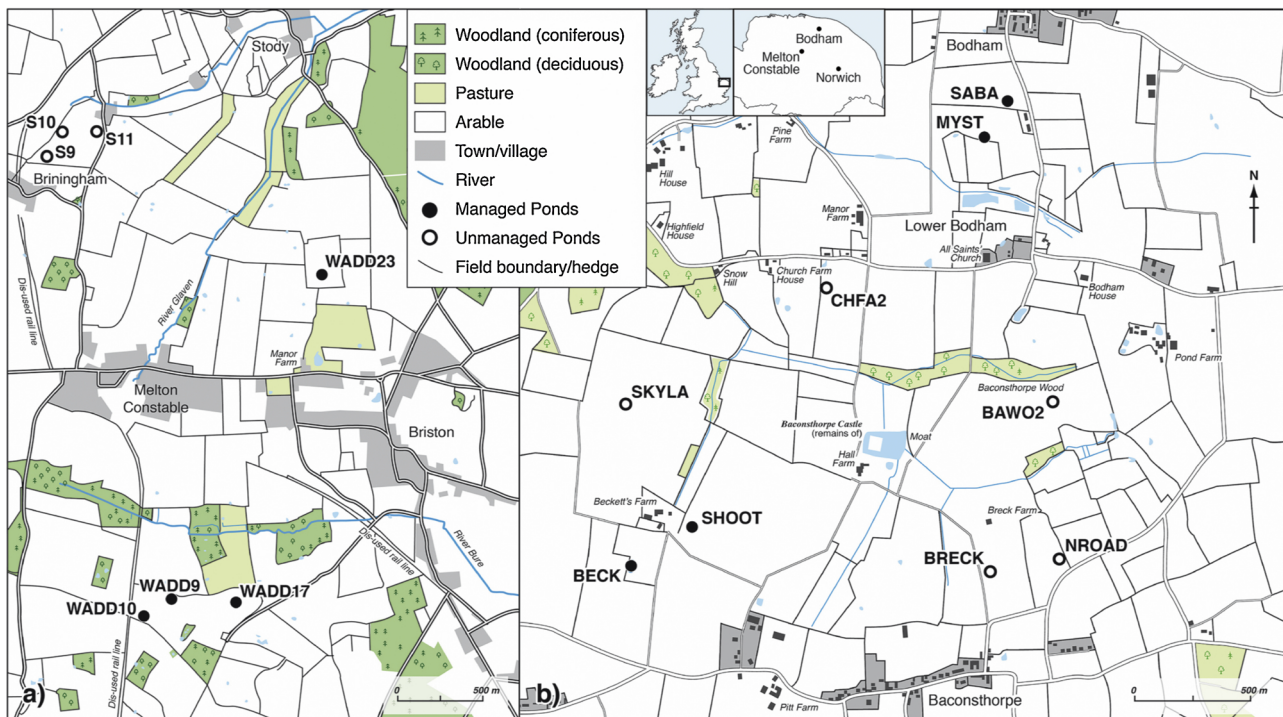 Stody
S10
S11
S9
Briningham
Dis-used rail line
River Glaven
WADD23
Manor
Farm
Melton
Constable
Briston
Dis-used rail line
River Bure
WADD9
WADD17
WADD10
Dis-used rail line
a)
0
500 m
Woodland (coniferous)
Woodland (deciduous)
Pasture
Arable
Town/village
River
Managed Ponds
Unmanaged Ponds
Field boundary/hedge
Bodham
Melton
Constable
Norwich
Bodham
SABA
MYST
Pine
Farm
Hill
House
Manor
Farm
Highfield
House
Lower Bodham
All Saints'
Church
N
Snow
Hill
Church Farm
House
CHFA2
Bodham
House
Pond Farm
SKYLA
Baconsthorpe Wood
BAWO2
Baconsthorpe Castle
(remains of)
Moat
Hall
Farm
Beckett's Farm
SHOOT
Breck Farm
BECK
BRECK
NROAD
b)
Pitt Farm
Baconsthorpe
0
500 m